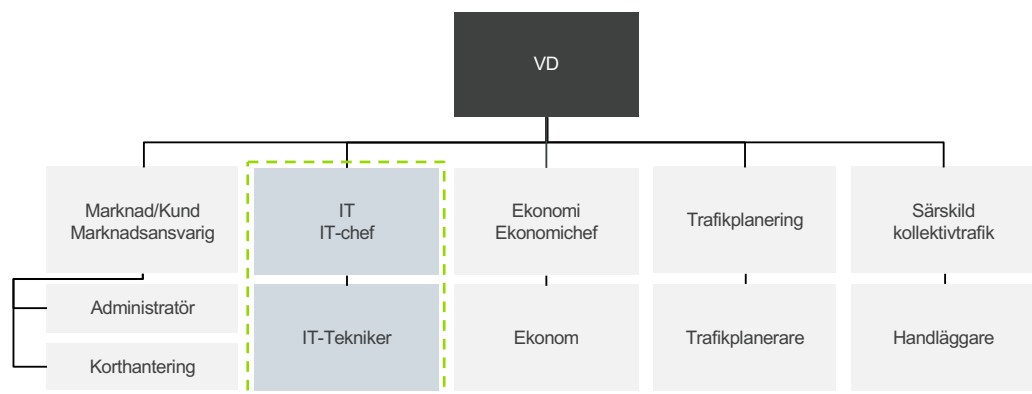 VD
Marknad/Kund
Marknadsansvarig
IT
IT-chef
Ekonomi
Ekonomichef
Trafikplanering
Särskild
kollektivtrafik
Administratör
Korthantering
IT-Tekniker
Ekonom
Trafikplanerare
Handläggare